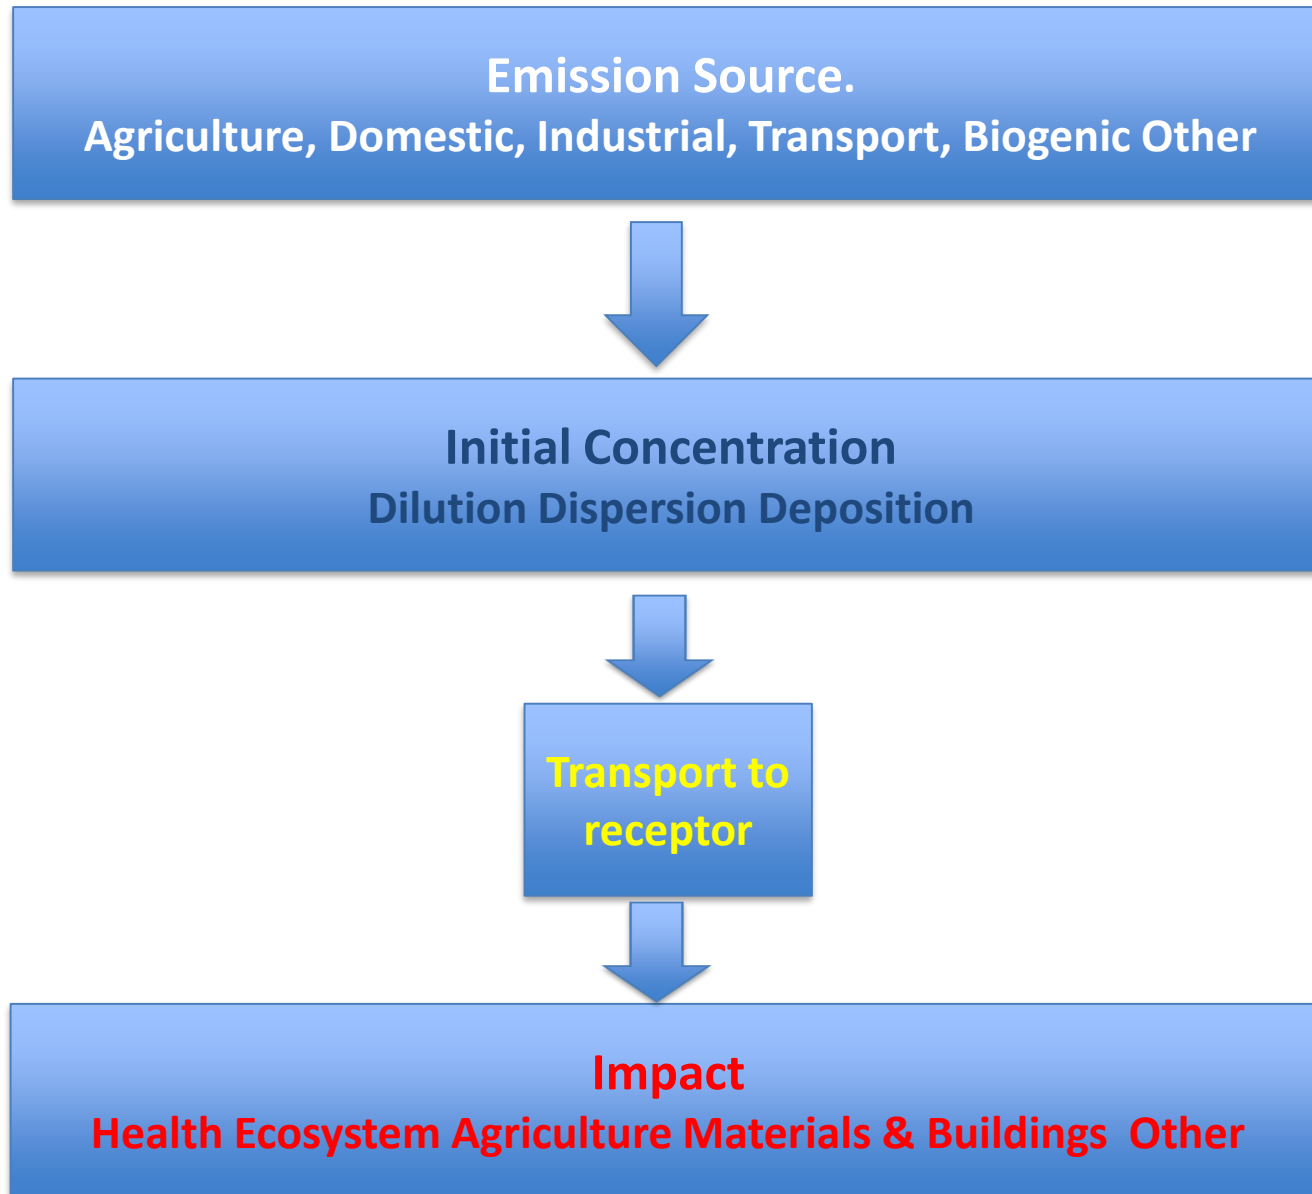 Emission Source.
Agriculture, Domestic, Industrial, Transport, Biogenic Other
Initial Concentration
Dilution Dispersion Deposition
Transport to
receptor
Impact
Health Ecosystem Agriculture Materials & Buildings  Other